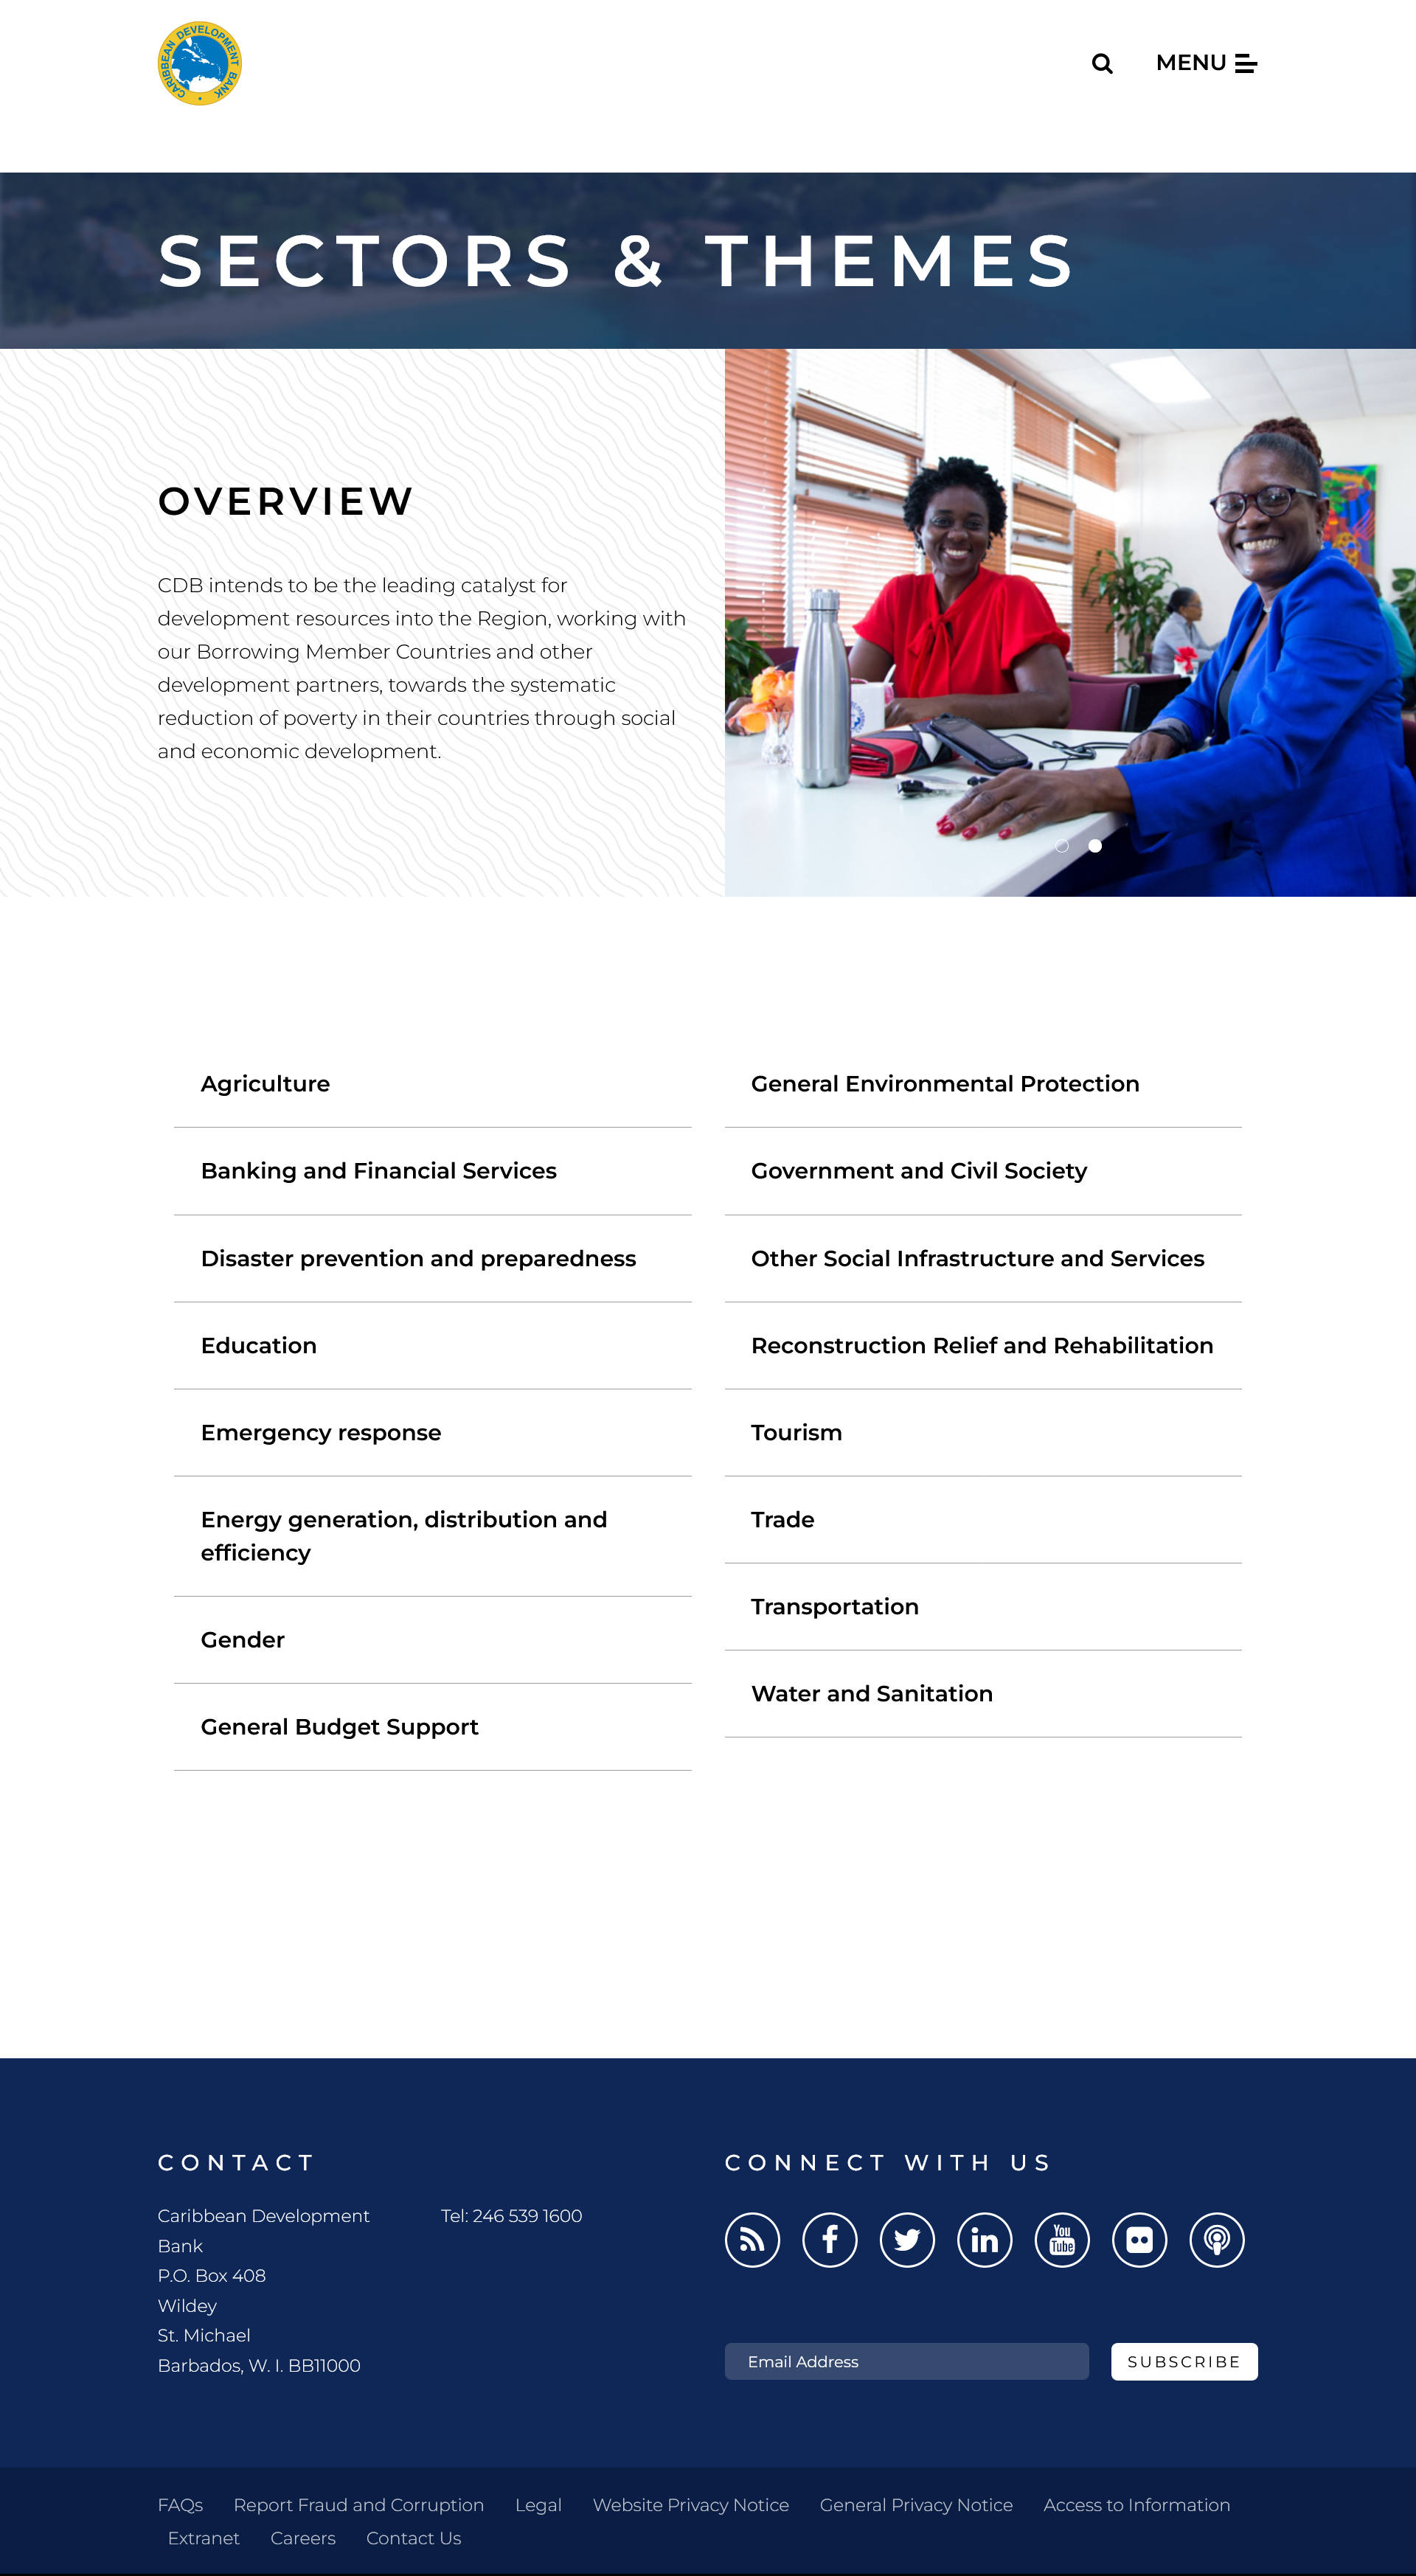 CARIBBEAN DEVELOPMENT BANK
MENU
SECTORS & THEMES
OVERVIEW
CDB intends to be the leading catalyst for
development resources into the Region, working with
our Borrowing Member Countries and other
development partners, towards the systematic
reduction of poverty in their countries through social
and economic development.
Agriculture
Banking and Financial Services
Disaster prevention and preparedness
Education
Emergency response
Energy generation, distribution and
efficiency
Gender
General Budget Support
General Environmental Protection
Government and Civil Society
Other Social Infrastructure and Services
Reconstruction Relief and Rehabilitation
Tourism
Trade
Transportation
Water and Sanitation
CONTACT
Caribbean Development
Bank
P.O. Box 408
Wildey
St. Michael
Barbados, W. I. BB11000
Tel: 246 539 1600
CONNECT WITH US
You
Tube
Email Address
SUBSCRIBE
FAQs Report Fraud and Corruption Legal Website Privacy Notice General Privacy Notice Access to Information
Extranet Careers Contact Us